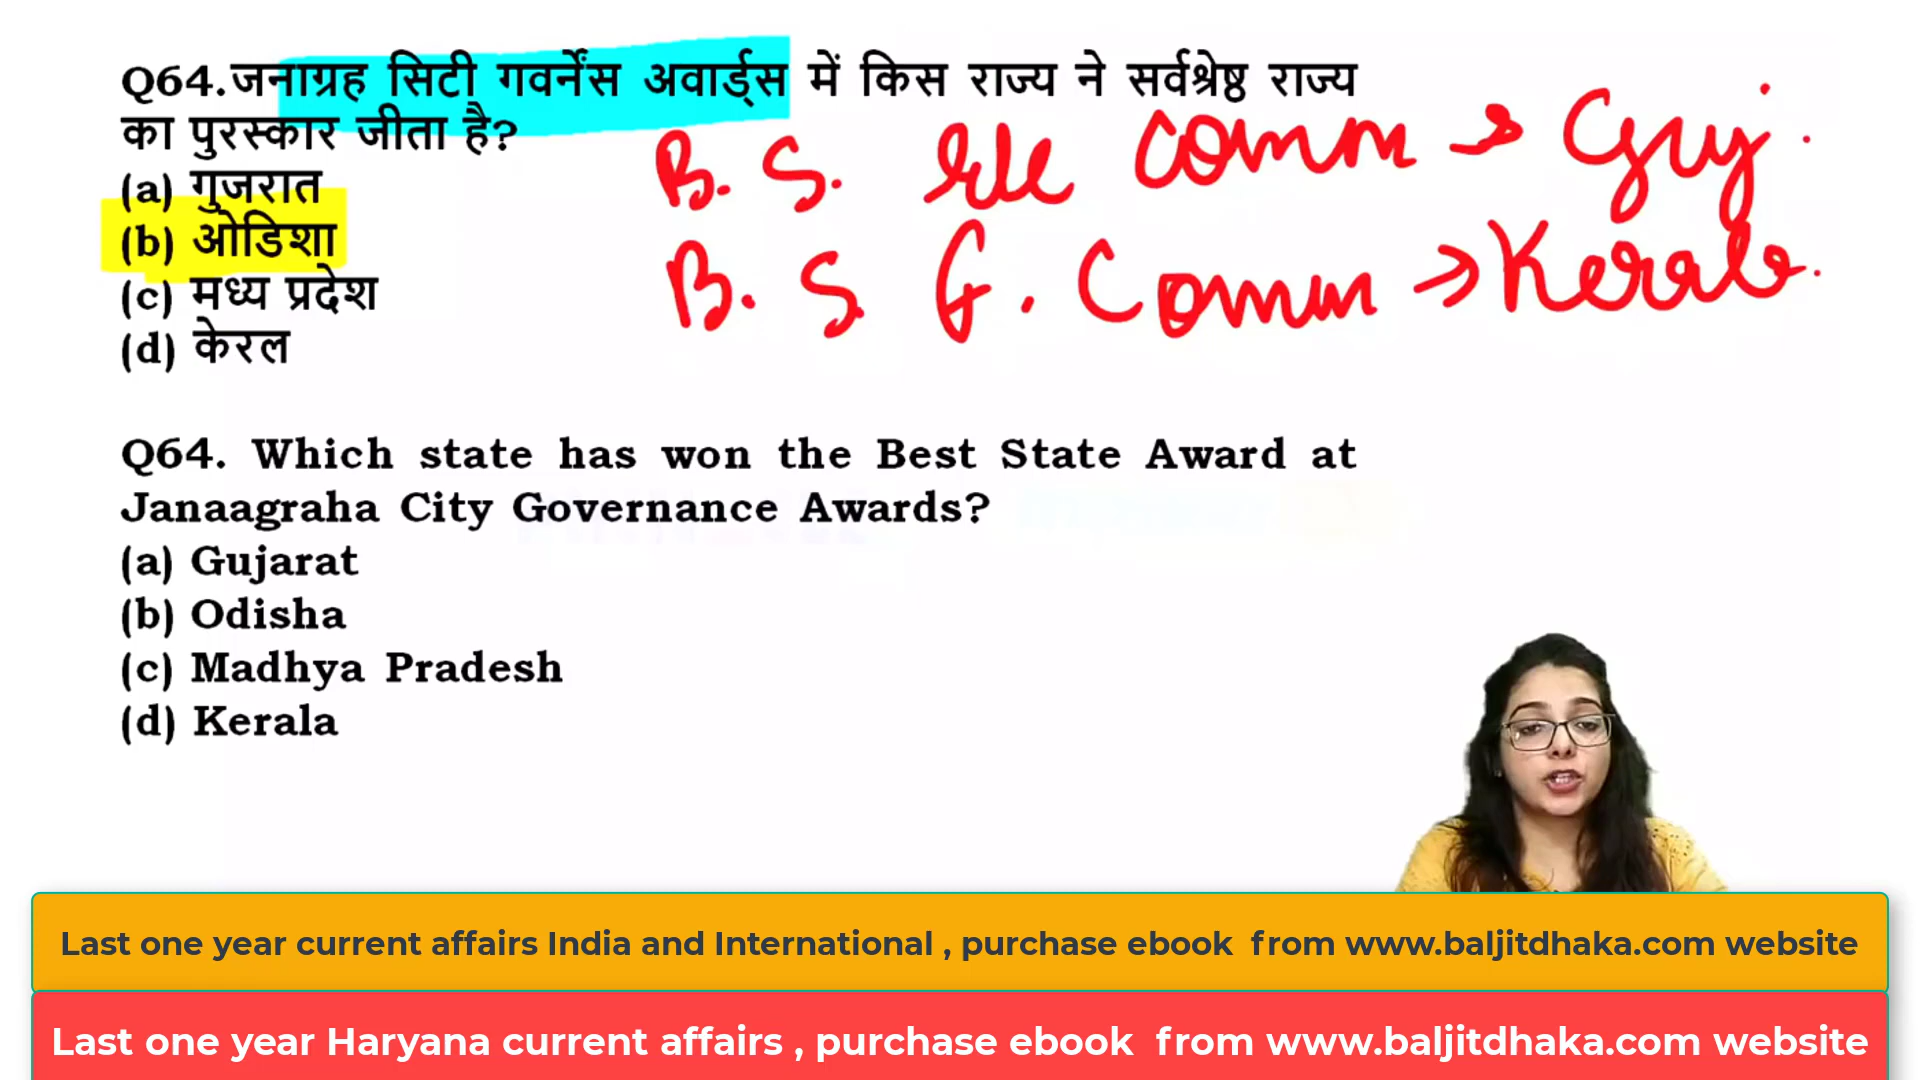 Q64.जनाग्रह सिटी गवर्नेंस अवार्ड्स में किस राज्य ने सर्वश्रेष्ठ राज्य
का पुरस्कार जीता है?
(a) गुजरात
(b) ओडिशा
(c) मध्य प्रदेश
(d) केरल
B. S. Ele Comm → Guj.
B. S. F. Comm → Kerala.
Q64. Which state has won the Best State Award at
Janaagraha City Governance Awards?
(a) Gujarat
(b) Odisha
(c) Madhya Pradesh
(d) Kerala
Last one year current affairs India and International , purchase ebook from www.baljitdhaka.com website
Last one year Haryana current affairs , purchase ebook from www.baljitdhaka.com website